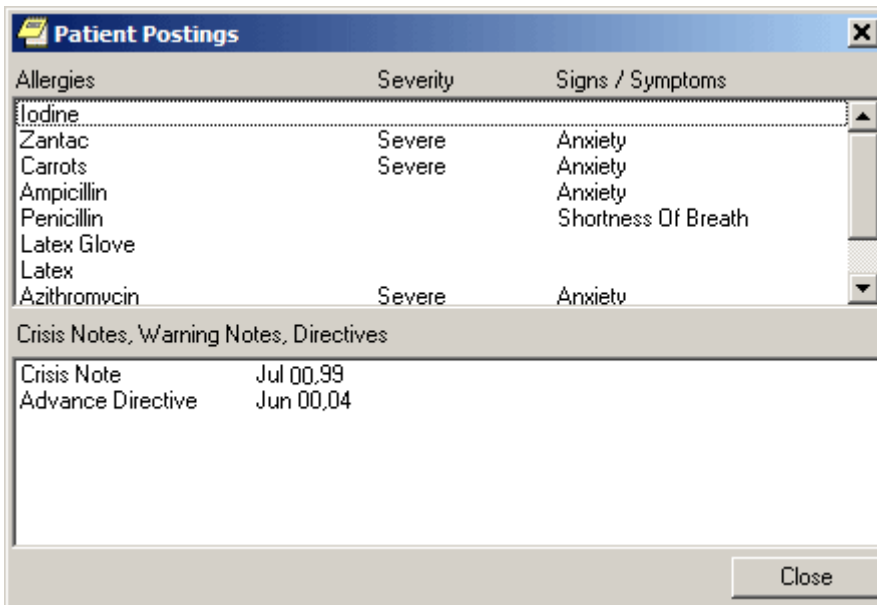 Patient Postings
Allergies Severity Signs / Symptoms
Iodine
Zantac Severe Anxiety
Carrots Severe Anxiety
Ampicillin Anxiety
Penicillin Shortness Of Breath
Latex Glove
Latex
Azithromycin Severe Anxiety
Crisis Notes, Warning Notes, Directives
Crisis Note Jul 00,99
Advance Directive Jun 00,04
Close